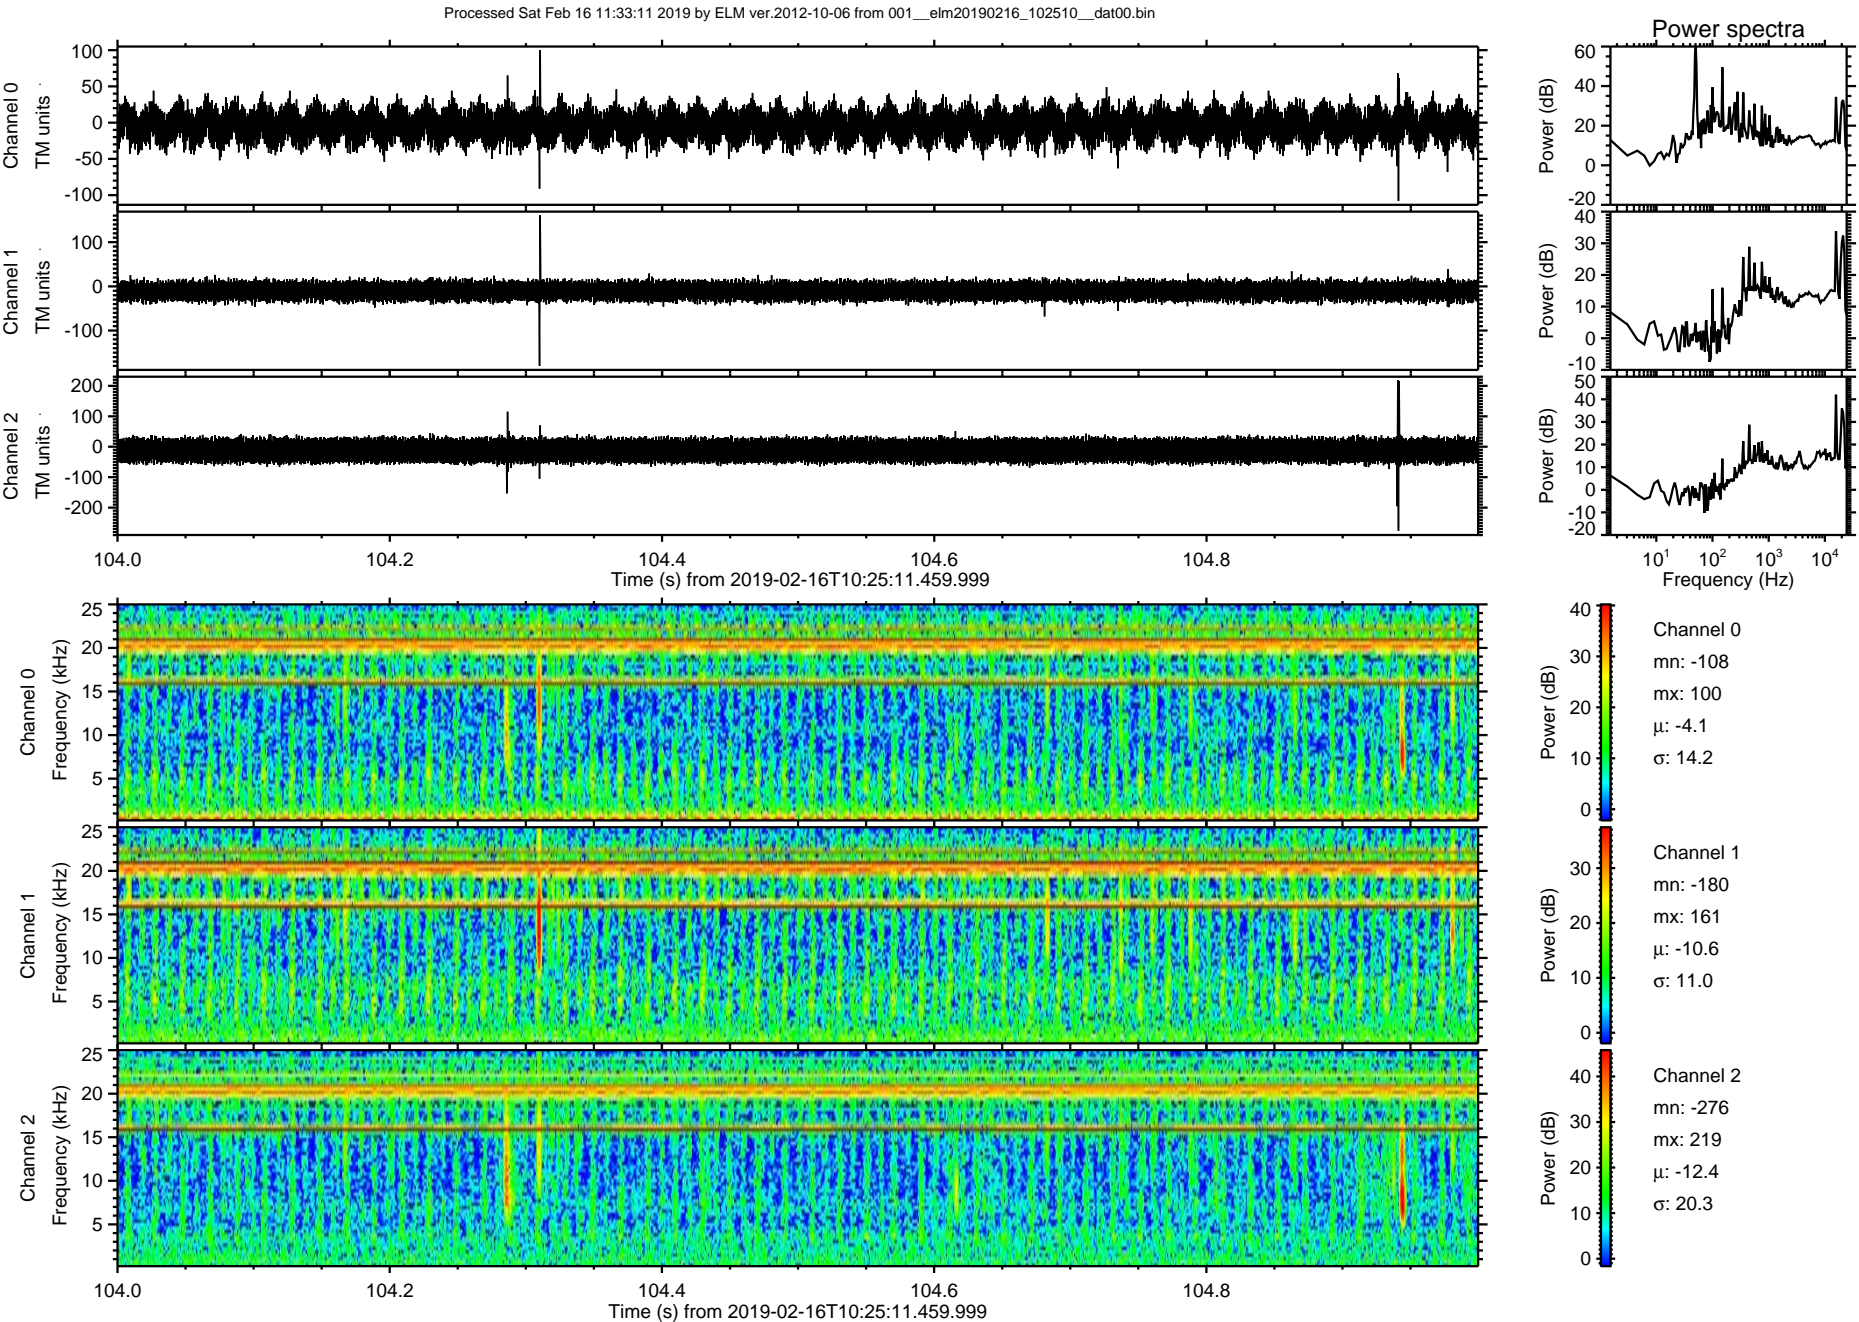 Processed Sat Feb 16 11:33:11 2019 by ELM ver.2012-10-06 from 001__elm20190216_102510__dat00.bin
Power spectra
Channel 0
TM units
100
50
0
-50
-100
Power (dB)
60
40
20
0
-20
Channel 1
TM units
100
0
-100
Power (dB)
40
30
20
10
0
-10
Channel 2
TM units
200
100
0
-100
-200
Power (dB)
50
40
30
20
10
0
-10
-20
104.0 104.2 104.4 104.6 104.8
Time (s) from 2019-02-16T10:25:11.459.999
10^1 10^2 10^3 10^4
Frequency (Hz)
Channel 0
Frequency (kHz)
25
20
15
10
5
Power (dB)
40
30
20
10
0
Channel 0
mn: -108
mx: 100
μ: -4.1
σ: 14.2
Channel 1
Frequency (kHz)
25
20
15
10
5
Power (dB)
30
20
10
0
Channel 1
mn: -180
mx: 161
μ: -10.6
σ: 11.0
Channel 2
Frequency (kHz)
25
20
15
10
5
Power (dB)
40
30
20
10
0
Channel 2
mn: -276
mx: 219
μ: -12.4
σ: 20.3
104.0 104.2 104.4 104.6 104.8
Time (s) from 2019-02-16T10:25:11.459.999